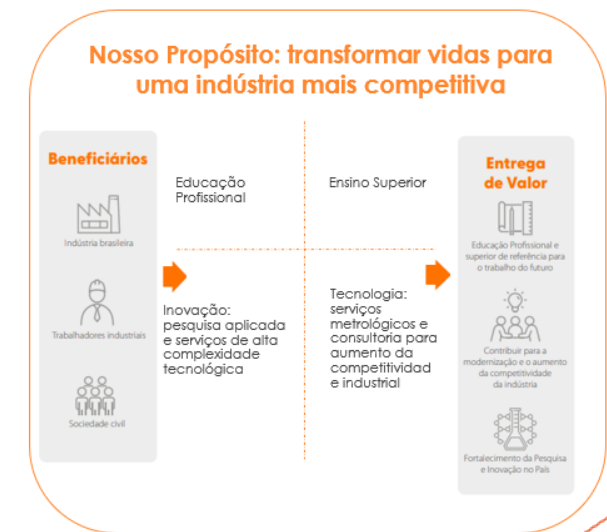 Nosso Propósito: transformar vidas para
uma indústria mais competitiva
Beneficiários
Indústria brasileira
Trabalhadores industriais
Sociedade civil
Educação
Profissional
Ensino Superior
Inovação:
pesquisa aplicada
e serviços de alta
complexidade
tecnológica
Tecnologia:
serviços
metrológicos e
consultoria para
aumento da
competitividad
e industrial
Entrega
de Valor
Educação Profissional e
superior de referência para
o trabalho do futuro
Contribuir para a
modernização e o aumento
da competitividade
da indústria
Fortalecimento da Pesquisa
e Inovação no País